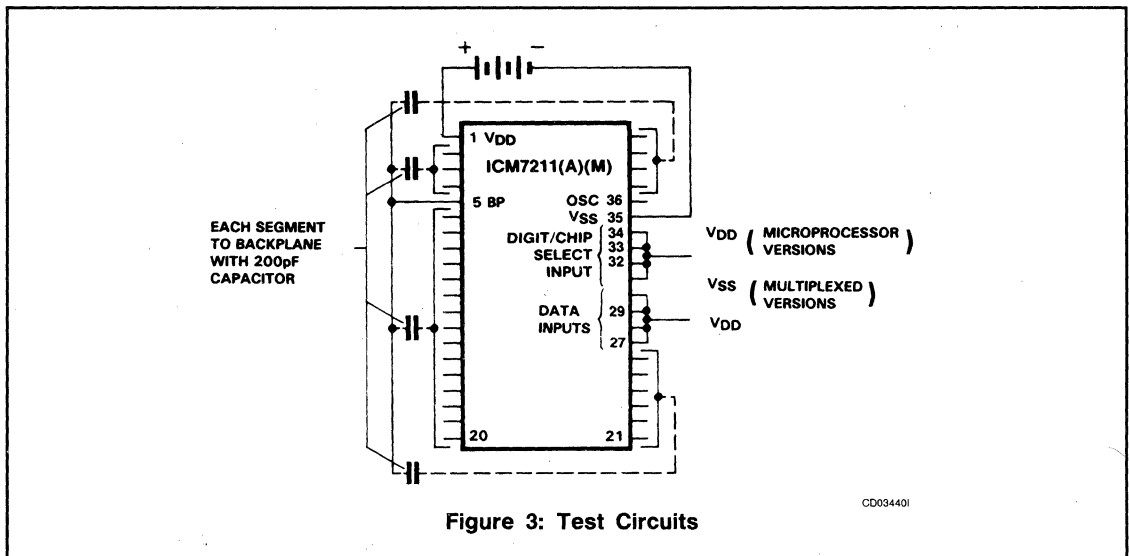 + −
1 VDD
ICM7211(A)(M)
5 BP
OSC 36
VSS 35
34
DIGIT/CHIP
33
SELECT
32
INPUT
DATA
29
INPUTS
27
20
21
EACH SEGMENT
TO BACKPLANE
WITH 200pF
CAPACITOR
VDD ( MICROPROCESSOR
VERSIONS )
VSS ( MULTIPLEXED
VERSIONS )
VDD
CD03440I
Figure 3: Test Circuits